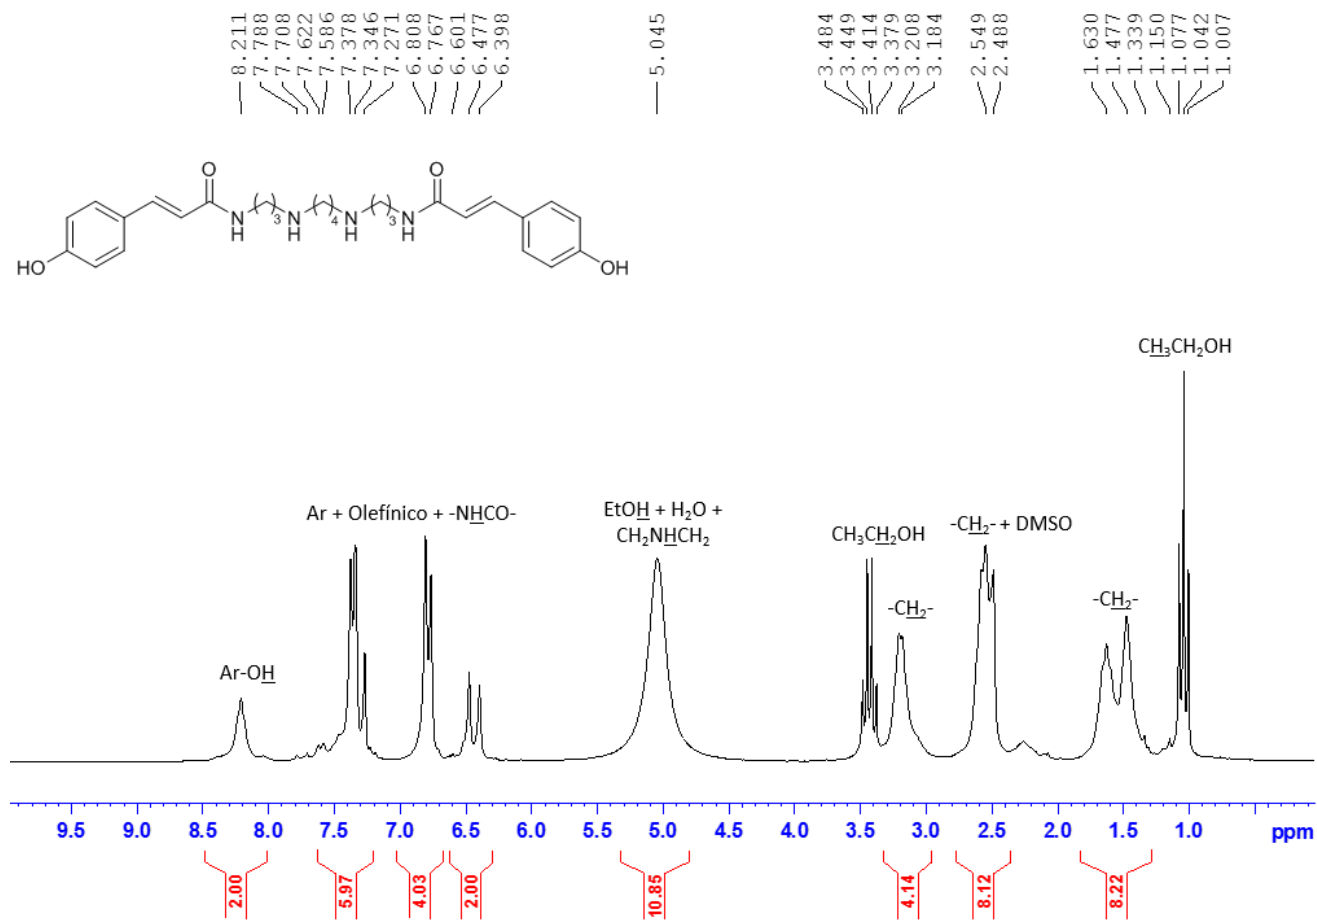 8.211
7.788
7.708
7.622
7.586
7.378
7.346
7.271
6.808
6.767
6.601
6.477
6.398
5.045
3.484
3.449
3.414
3.379
3.208
3.184
2.549
2.488
1.630
1.477
1.339
1.150
1.077
1.042
1.007
O
O
N
H
( )3
N
H
( )4
N
H
( )3
N
H
HO
OH
CH₃CH₂OH
Ar + Olefínico + -NHCO-
EtOH + H₂O +
CH₂NHCH₂
CH₃CH₂OH
-CH₂- + DMSO
-CH₂-
-CH₂-
Ar-OH
9.5 9.0 8.5 8.0 7.5 7.0 6.5 6.0 5.5 5.0 4.5 4.0 3.5 3.0 2.5 2.0 1.5 1.0 ppm
2.00
5.97
4.03
2.00
10.85
4.14
8.12
8.22